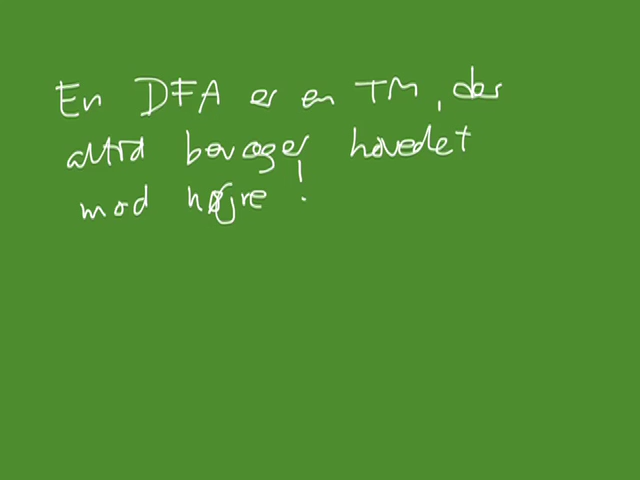 En DFA er en TM, der
altid bevæger hovedet
mod højre!